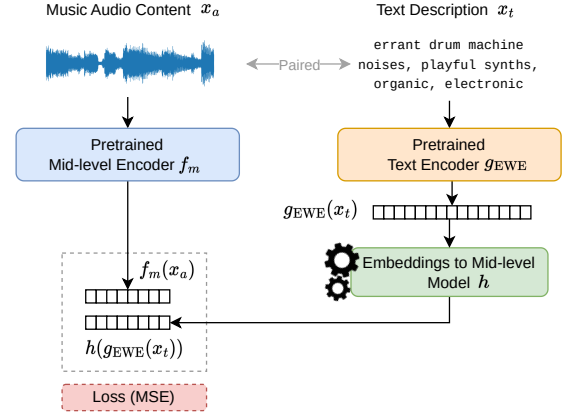 Music Audio Content x_a
Text Description x_t
errant drum machine
noises, playful synths,
organic, electronic
Paired
Pretrained
Mid-level Encoder f_m
Pretrained
Text Encoder g_EWE
g_EWE(x_t)
Embeddings to Mid-level
Model h
f_m(x_a)
h(g_EWE(x_t))
Loss (MSE)